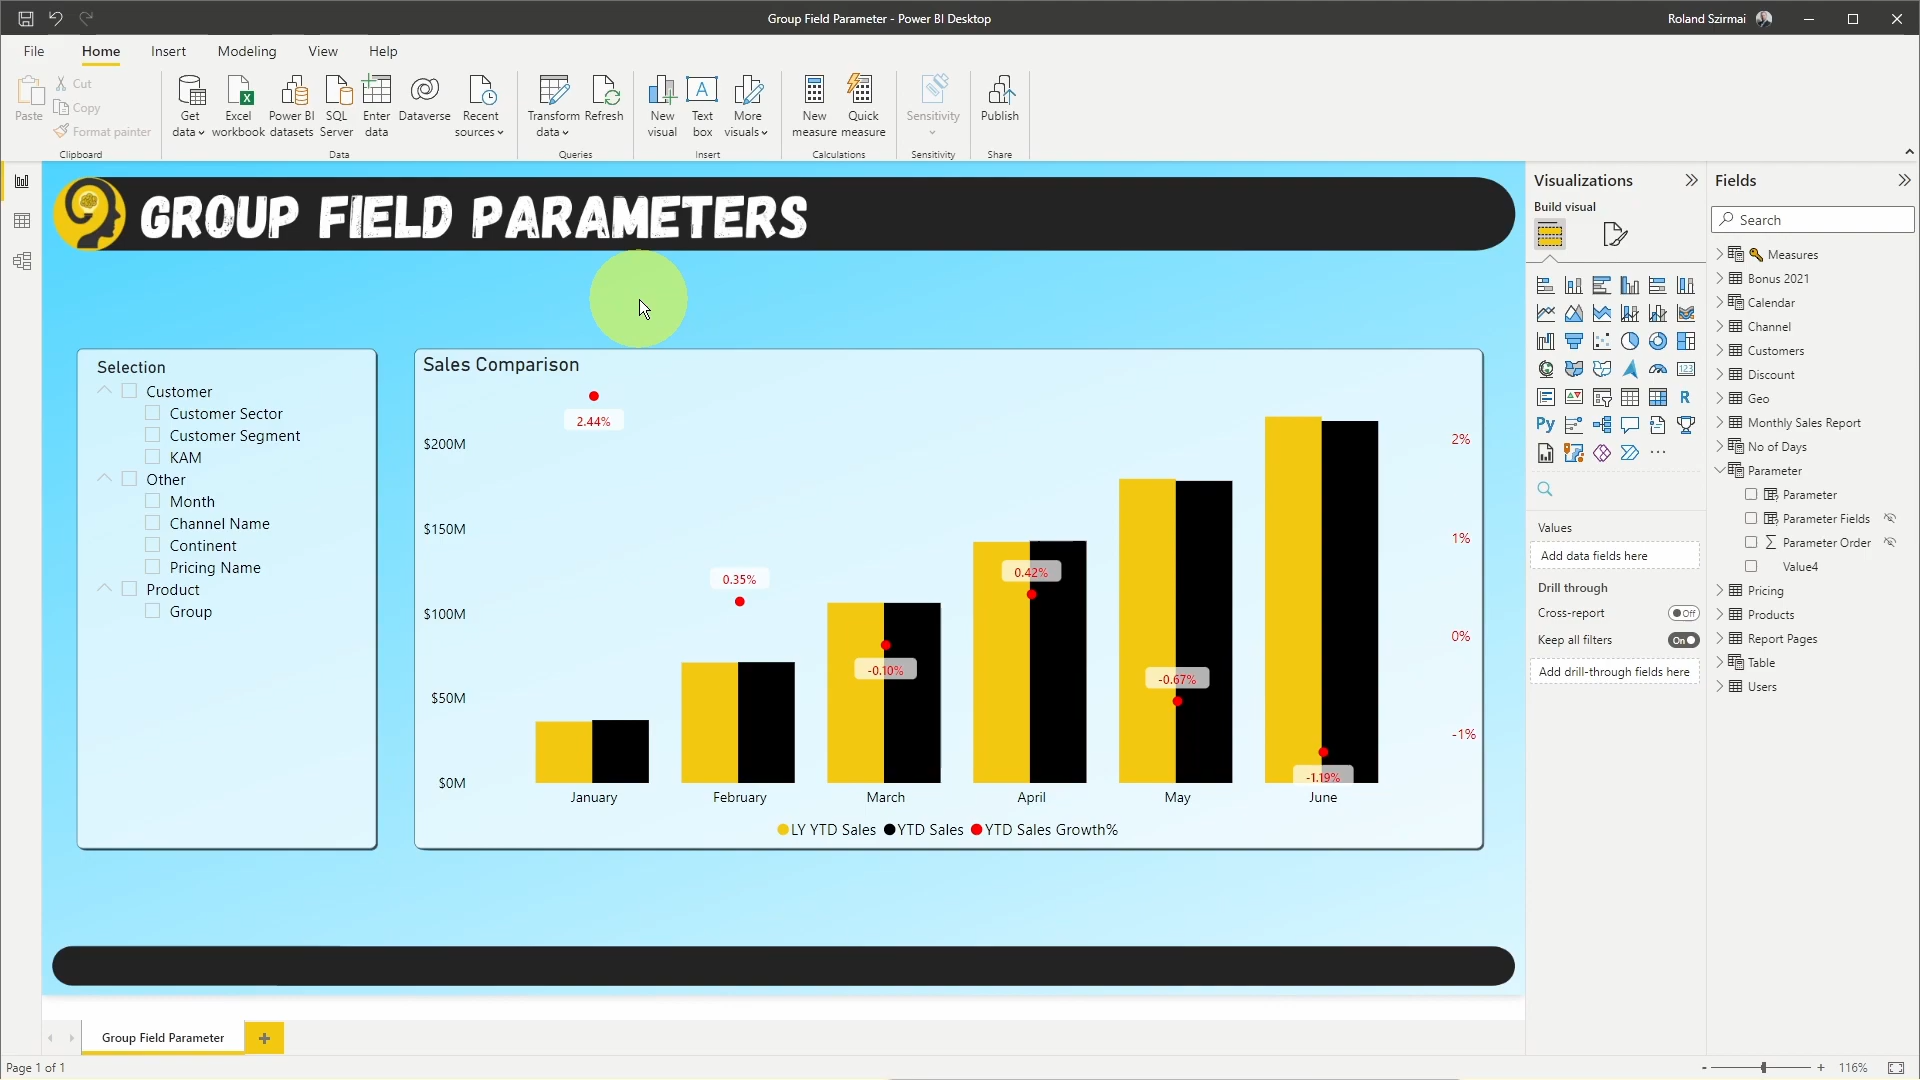 Group Field Parameter - Power BI Desktop
Roland Szirmai
File
Home
Insert
Modeling
View
Help
Paste
Cut
Copy
Format painter
Clipboard
Get
data
Excel
workbook
Power BI
datasets
SQL
Server
Enter
data
Dataverse
Recent
sources
Data
Transform
data
Refresh
Queries
New
visual
Text
box
More
visuals
Insert
New
measure
Quick
measure
Calculations
Sensitivity
Sensitivity
Publish
Share
GROUP FIELD PARAMETERS
Selection
Customer
Customer Sector
Customer Segment
KAM
Other
Month
Channel Name
Continent
Pricing Name
Product
Group
Sales Comparison
$200M
$150M
$100M
$50M
$0M
2.44%
0.35%
-0.10%
0.42%
-0.67%
-1.19%
2%
1%
0%
-1%
January
February
March
April
May
June
LY YTD Sales
YTD Sales
YTD Sales Growth%
Visualizations
Build visual
R
Py
123
Values
Add data fields here
Drill through
Cross-report
Off
Keep all filters
On
Add drill-through fields here
Fields
Search
Measures
Bonus 2021
Calendar
Channel
Customers
Discount
Geo
Monthly Sales Report
No of Days
Parameter
Parameter
Parameter Fields
Parameter Order
Value4
Pricing
Products
Report Pages
Table
Users
Group Field Parameter
Page 1 of 1
116%